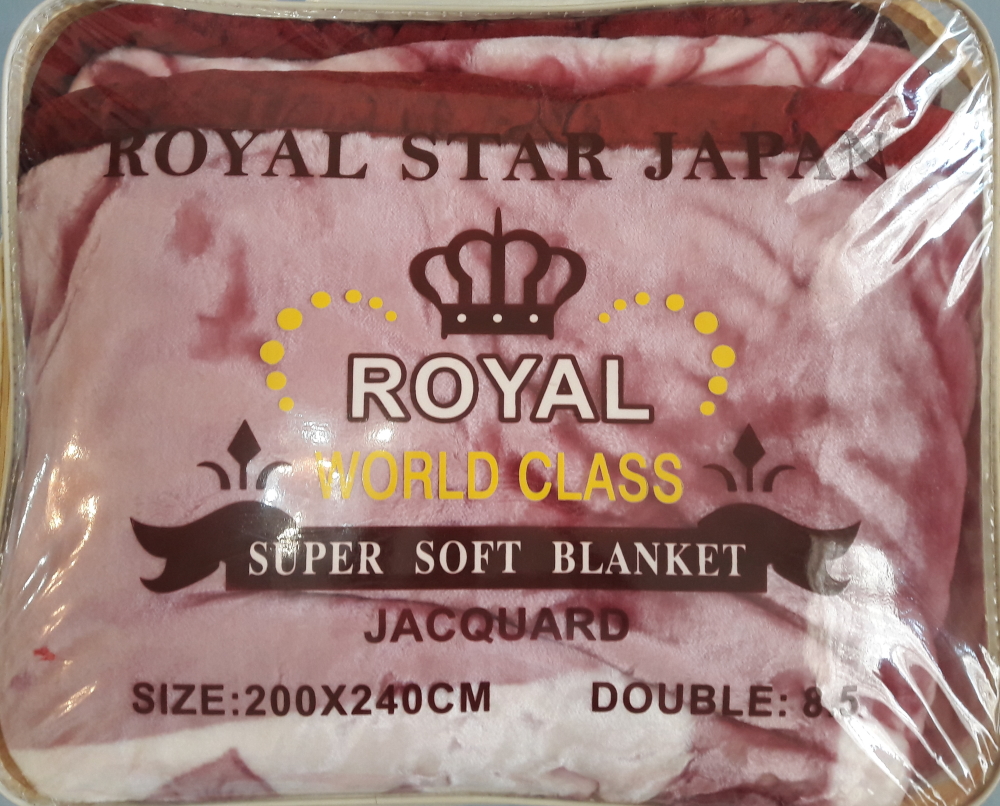 ROYAL STAR JAPAN
ROYAL
WORLD CLASS
SUPER SOFT BLANKET
JACQUARD
SIZE:200X240CM DOUBLE: 8.5